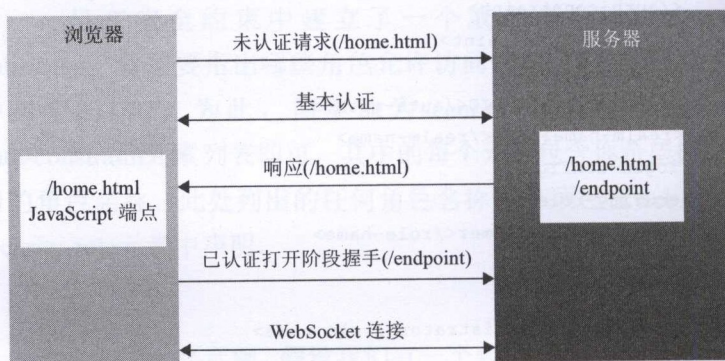 浏览器
服务器
未认证请求(/home.html)
基本认证
响应(/home.html)
/home.html
JavaScript 端点
/home.html
/endpoint
已认证打开阶段握手(/endpoint)
WebSocket 连接